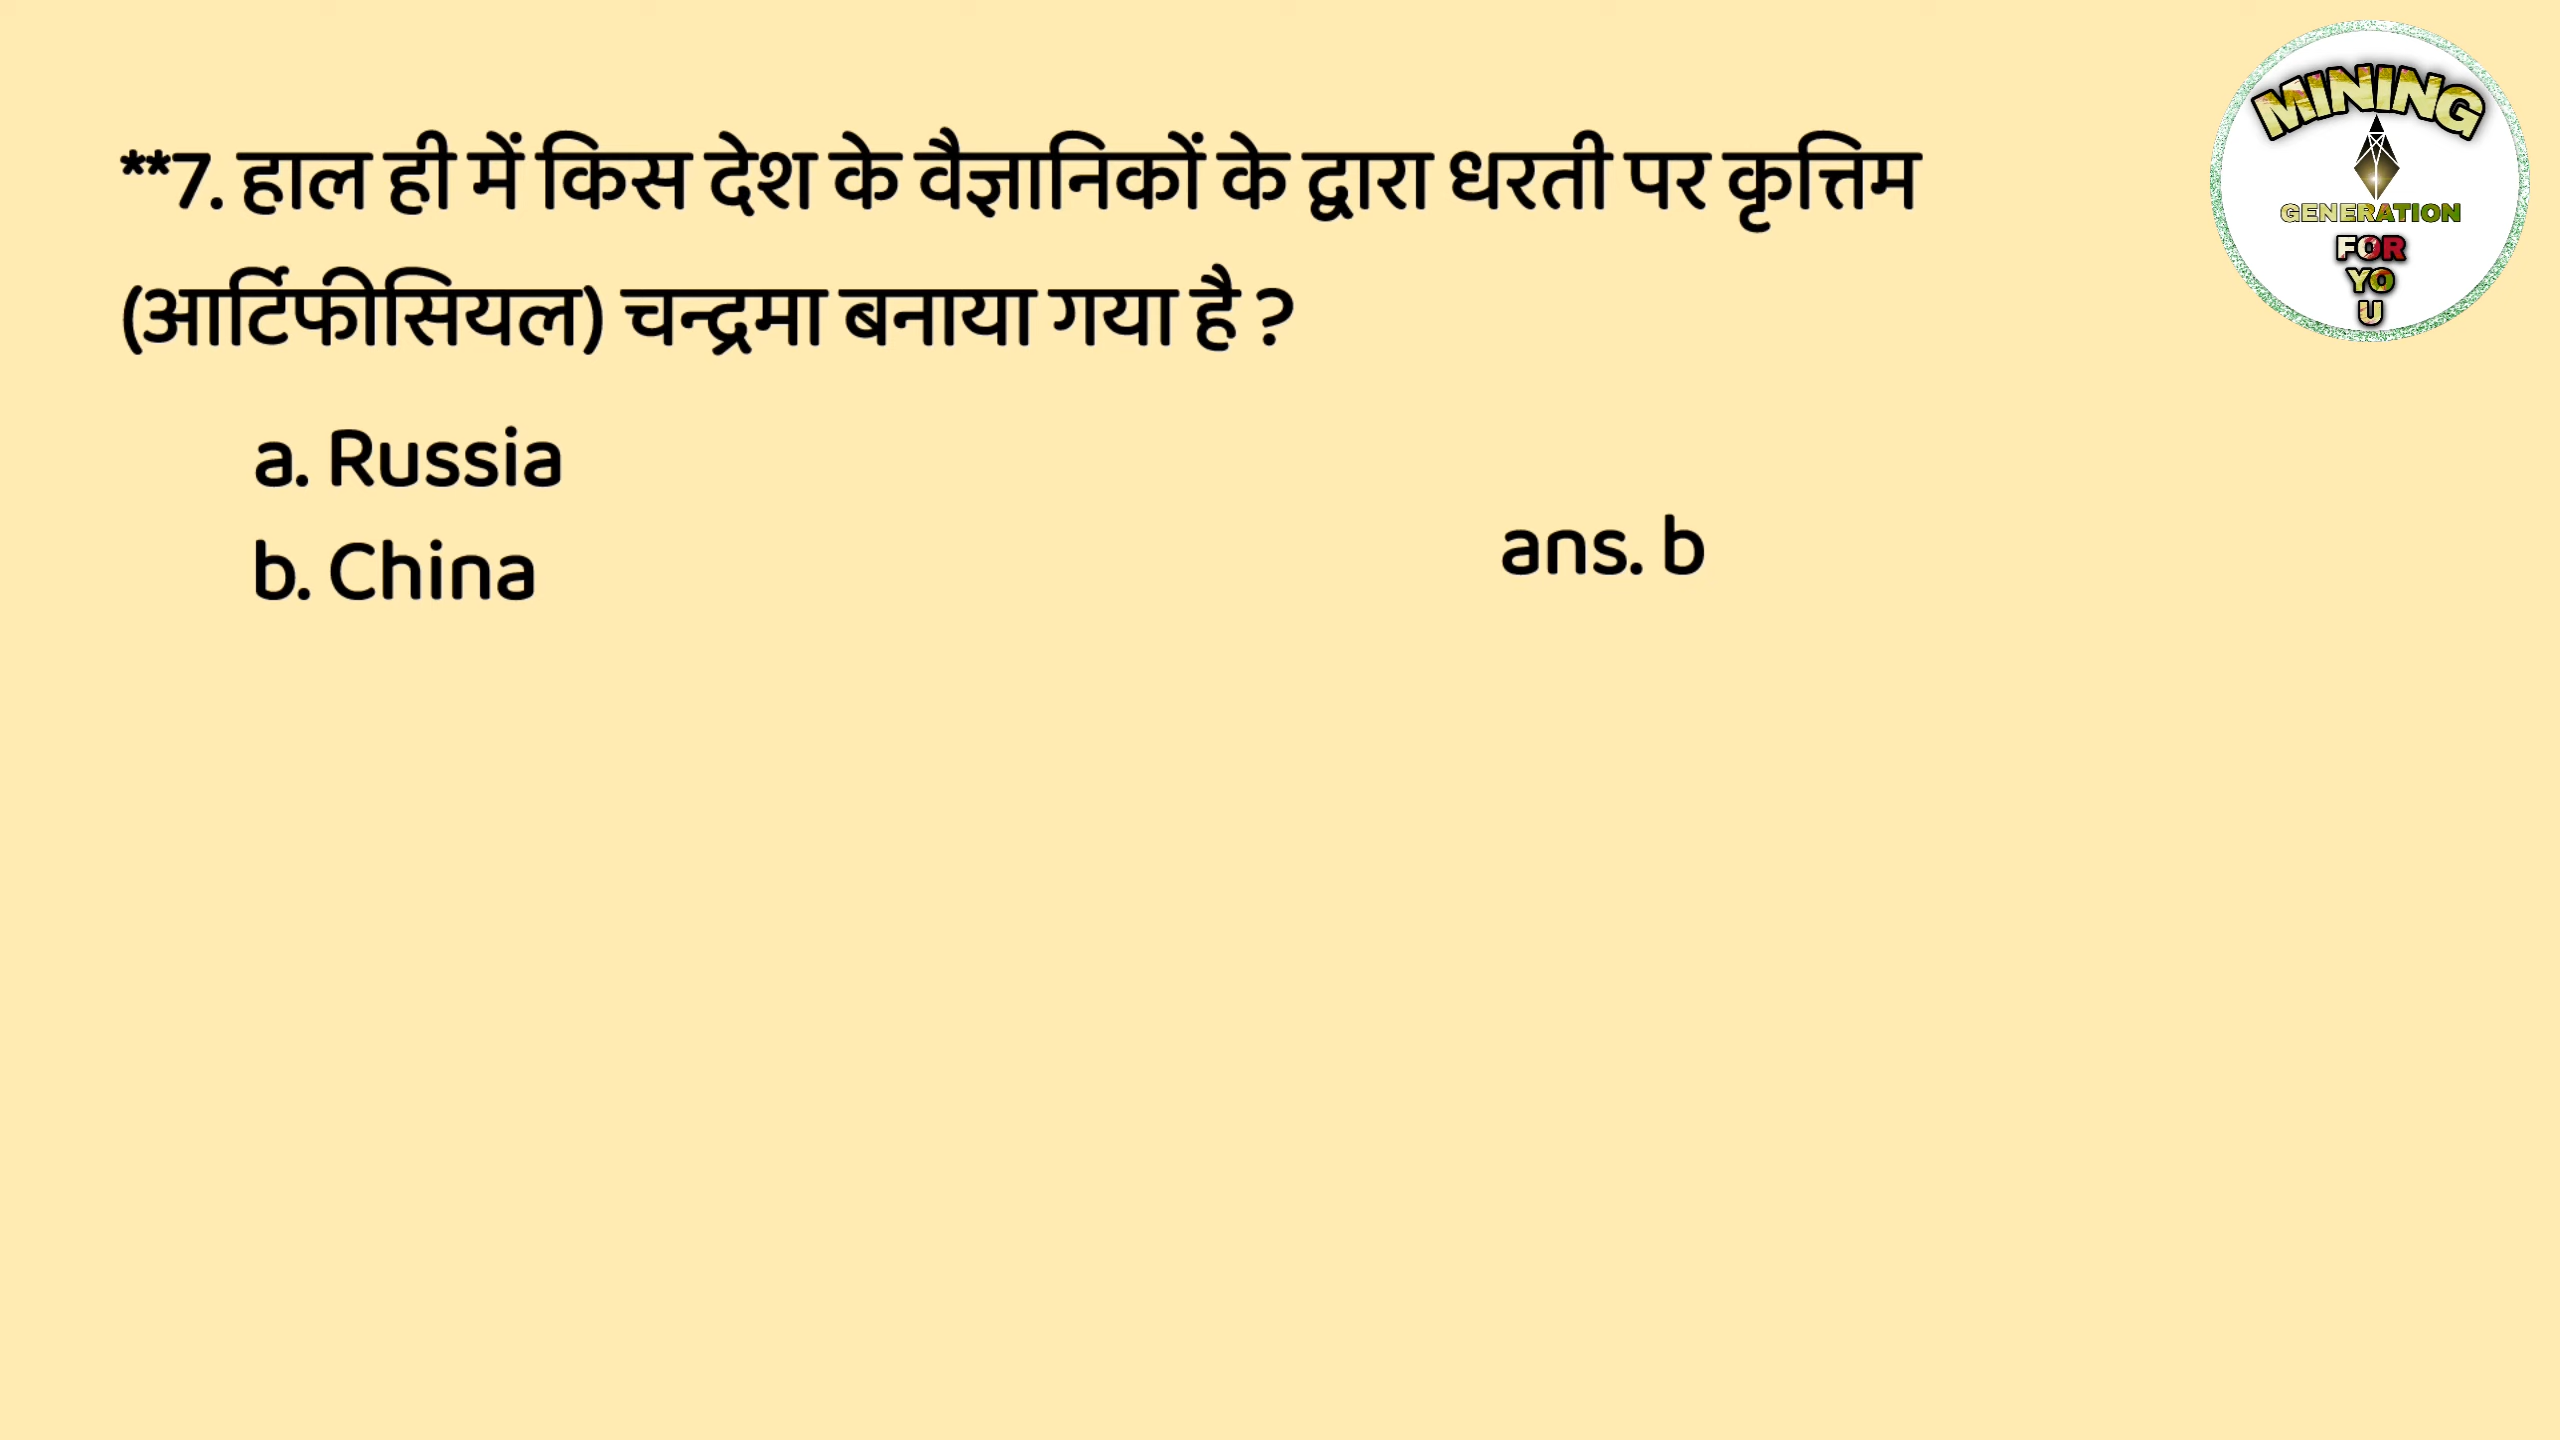 **7. हाल ही में किस देश के वैज्ञानिकों के द्वारा धरती पर कृत्तिम
(आर्टिफीसियल) चन्द्रमा बनाया गया है ?
a. Russia
b. China
ans. b
MINING
GENERATION
FOR
YO
U